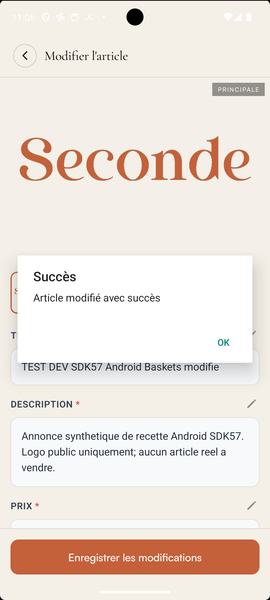 11:05
Modifier l'article
PRINCIPALE
Seconde
Succès
Article modifié avec succès
OK
TEST DEV SDK57 Android Baskets modifie
DESCRIPTION *
Annonce synthetique de recette Android SDK57.
Logo public uniquement; aucun article reel a
vendre.
PRIX *
Enregistrer les modifications